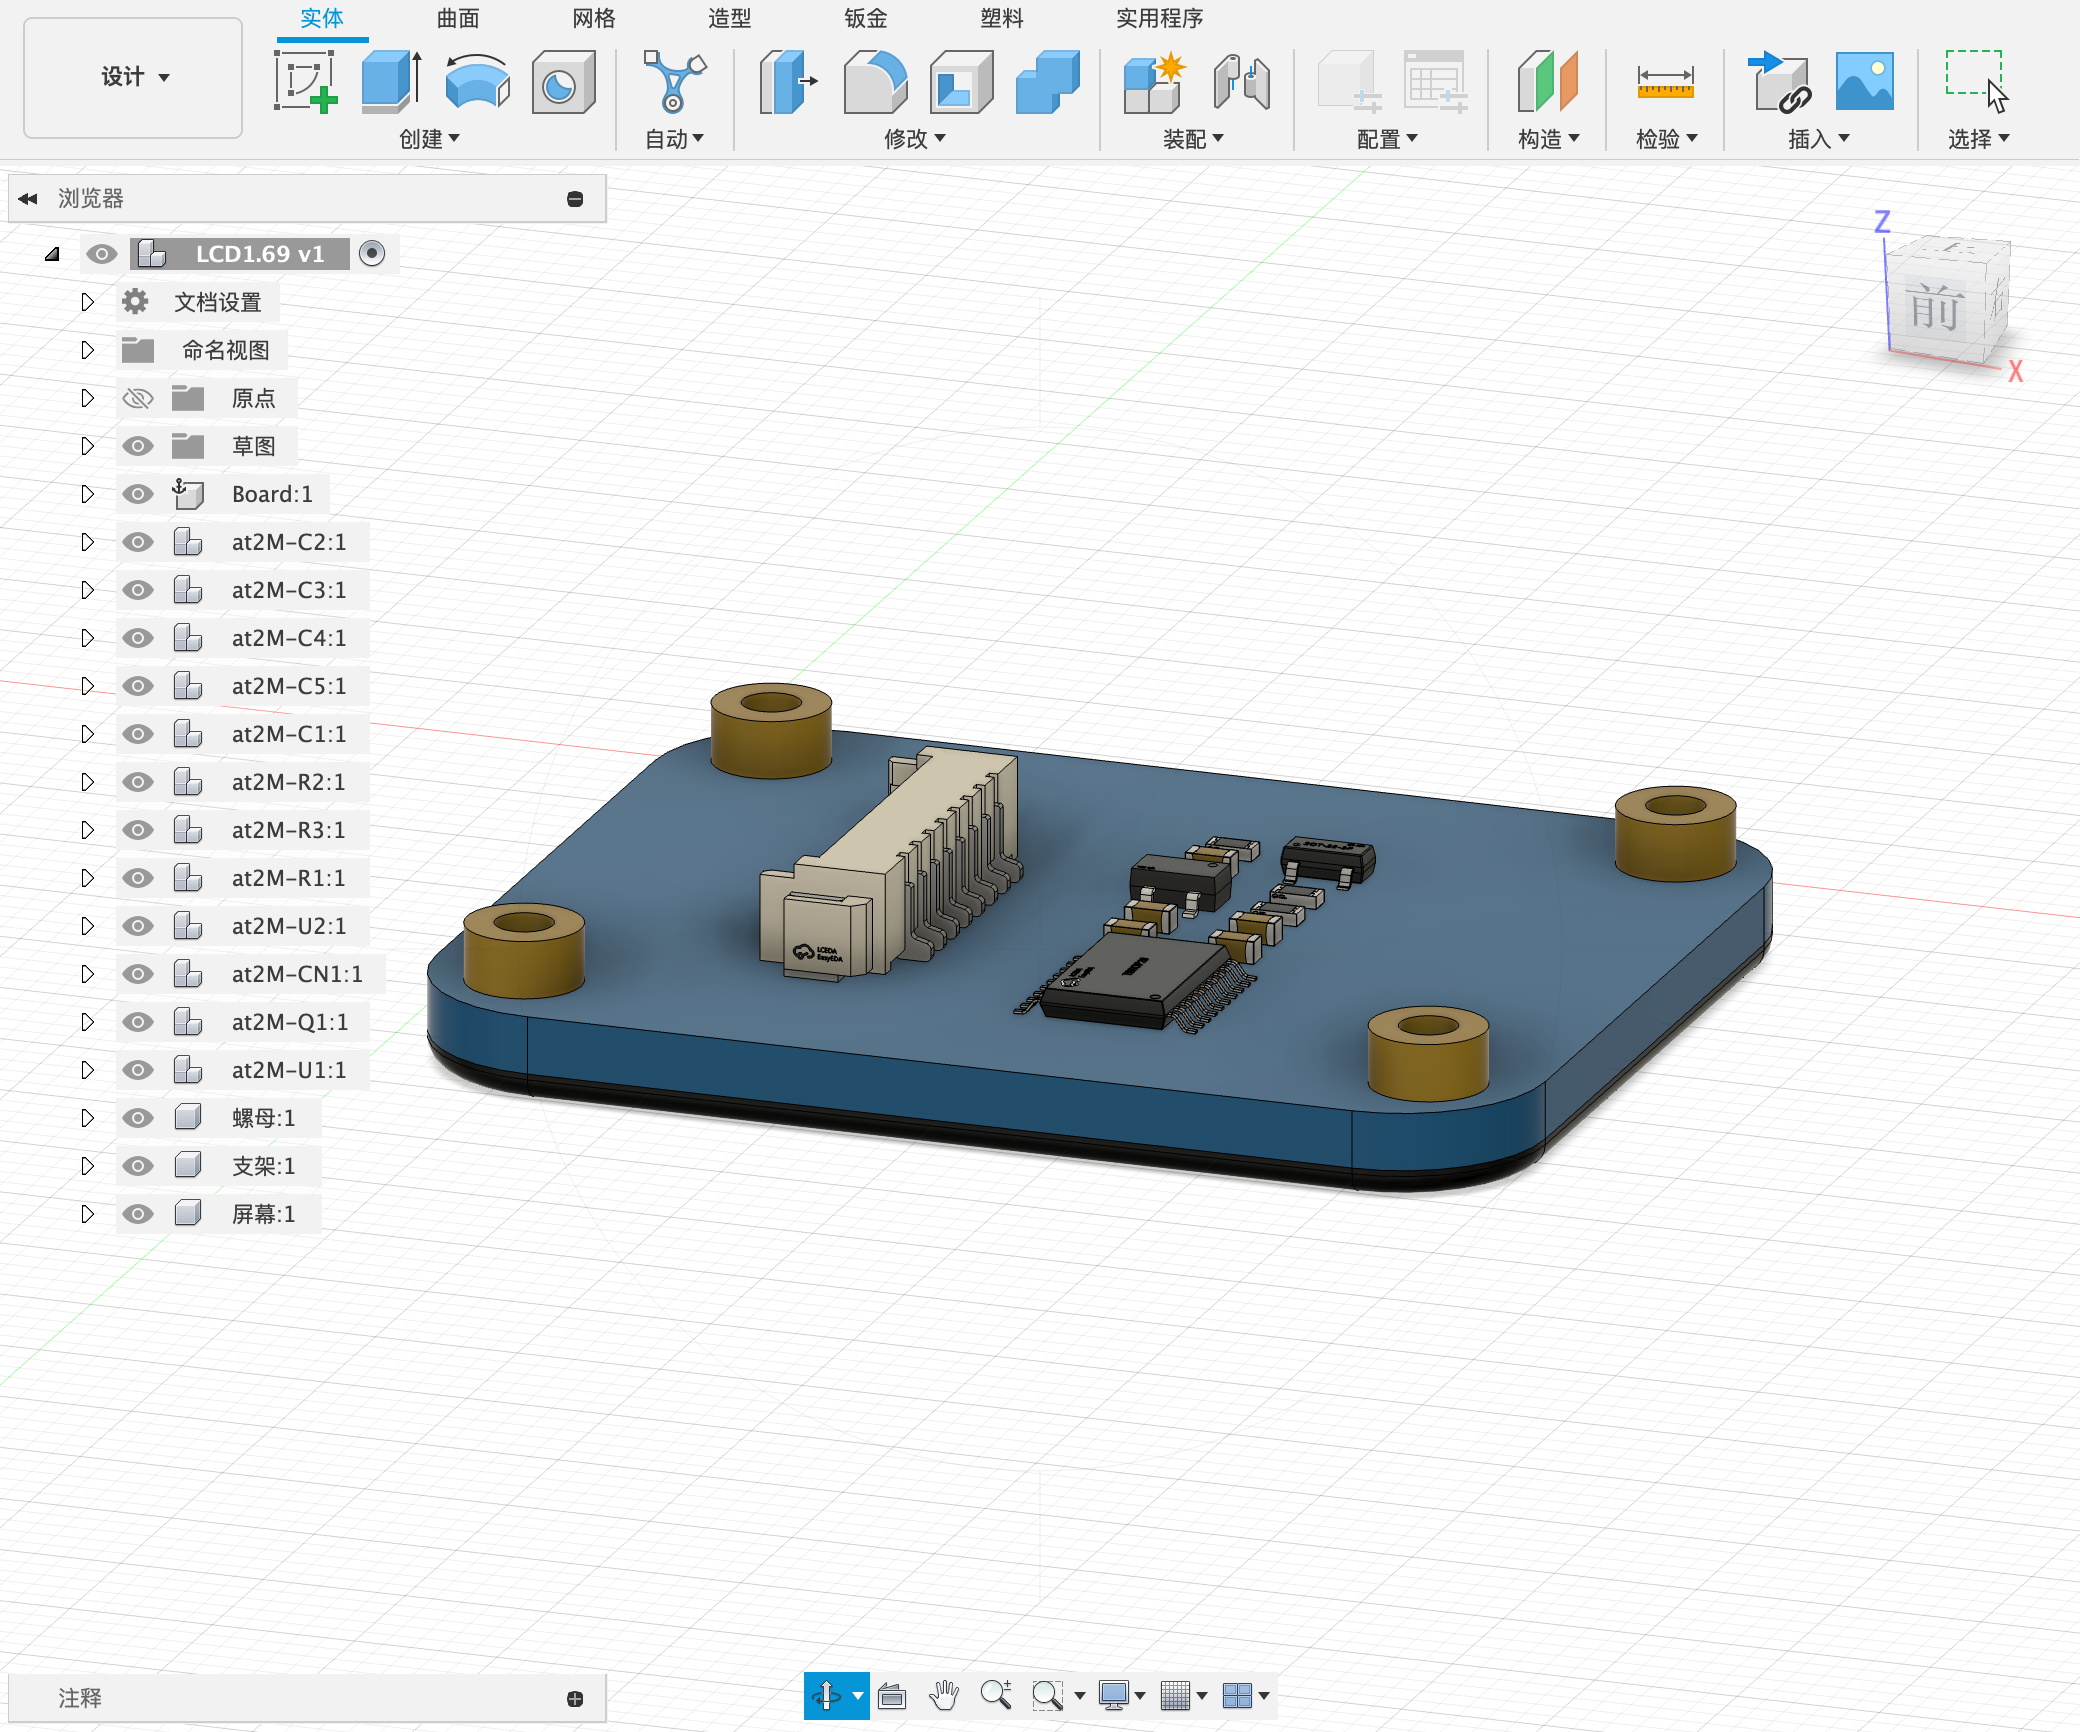 实体 曲面 网格 造型 钣金 塑料 实用程序
设计
创建 自动 修改 装配 配置 构造 检验 插入 选择
浏览器
LCD1.69 v1
文档设置
命名视图
原点
草图
Board:1
at2M-C2:1
at2M-C3:1
at2M-C4:1
at2M-C5:1
at2M-C1:1
at2M-R2:1
at2M-R3:1
at2M-R1:1
at2M-U2:1
at2M-CN1:1
at2M-Q1:1
at2M-U1:1
螺母:1
支架:1
屏幕:1
Z
前
X
LCEDA
EasyEDA
注释